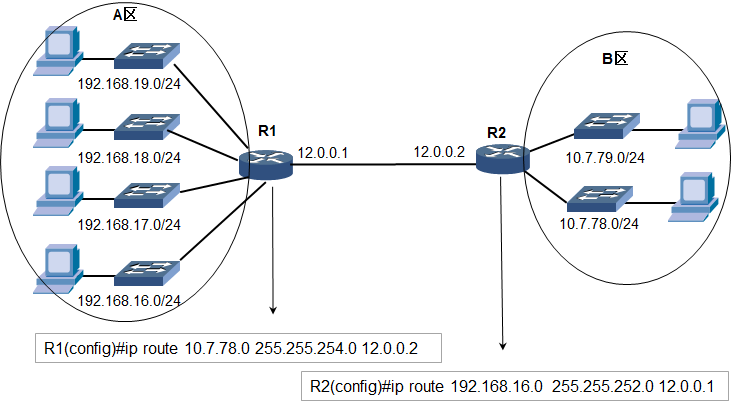 A区
B区
192.168.19.0/24
192.168.18.0/24
192.168.17.0/24
192.168.16.0/24
R1
12.0.0.1
12.0.0.2
R2
10.7.79.0/24
10.7.78.0/24
R1(config)#ip route 10.7.78.0 255.255.254.0 12.0.0.2
R2(config)#ip route 192.168.16.0 255.255.252.0 12.0.0.1